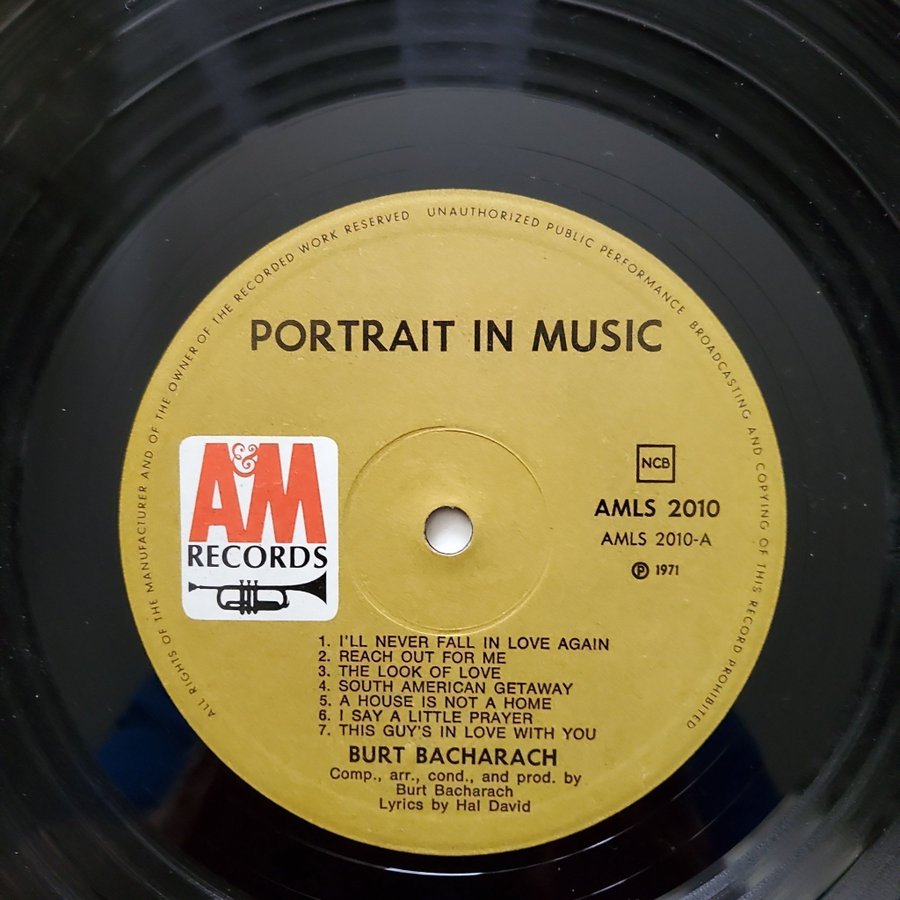 ALL RIGHTS OF THE MANUFACTURER AND OF THE OWNER OF THE RECORDED WORK RESERVED UNAUTHORIZED PUBLIC PERFORMANCE BROADCASTING AND COPYING OF THIS RECORD PROHIBITED
PORTRAIT IN MUSIC
A&M
RECORDS
NCB
AMLS 2010
AMLS 2010-A
℗ 1971
1. I'LL NEVER FALL IN LOVE AGAIN
2. REACH OUT FOR ME
3. THE LOOK OF LOVE
4. SOUTH AMERICAN GETAWAY
5. A HOUSE IS NOT A HOME
6. I SAY A LITTLE PRAYER
7. THIS GUY'S IN LOVE WITH YOU
BURT BACHARACH
Comp., arr., cond., and prod. by
Burt Bacharach
Lyrics by Hal David